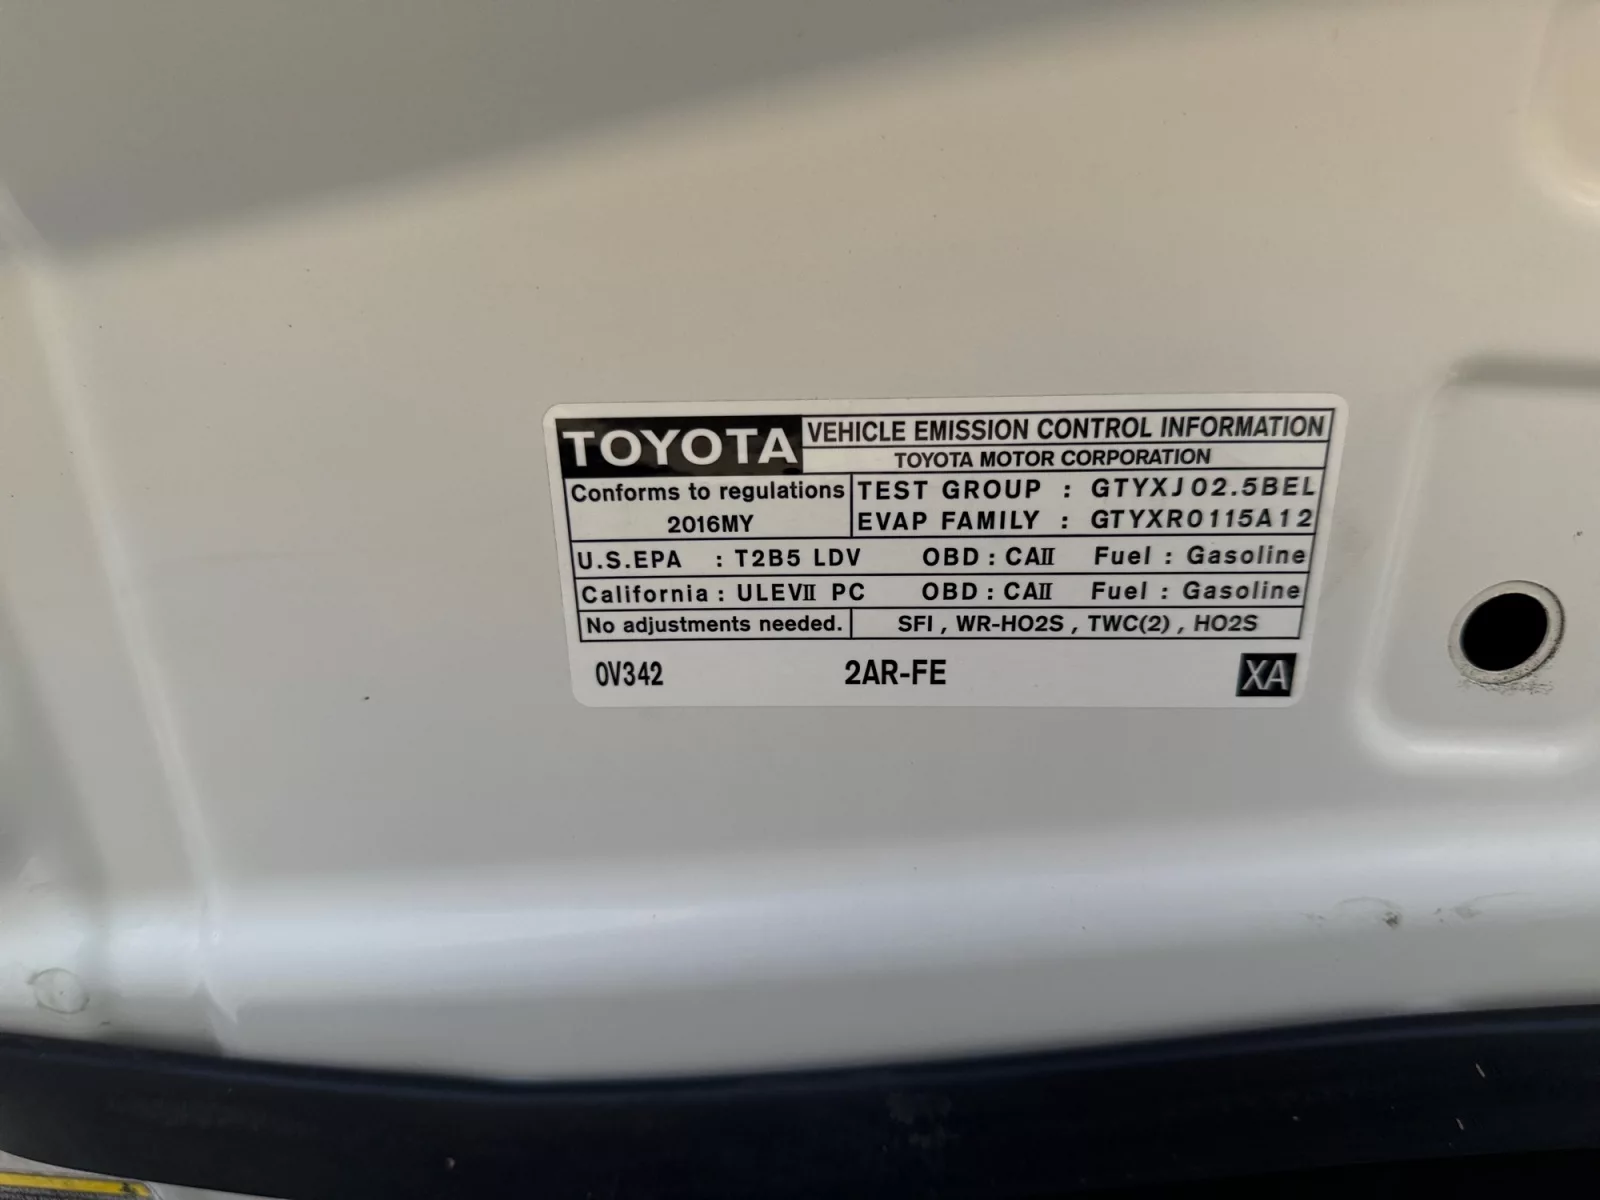 TOYOTA VEHICLE EMISSION CONTROL INFORMATION
TOYOTA MOTOR CORPORATION
Conforms to regulations
2016MY
TEST GROUP : GTYXJ02.5BEL
EVAP FAMILY : GTYXR0115A12
U.S.EPA : T2B5 LDV OBD : CAⅡ Fuel : Gasoline
California : ULEVⅡ PC OBD : CAⅡ Fuel : Gasoline
No adjustments needed. SFI , WR-HO2S , TWC(2) , HO2S
0V342 2AR-FE XA